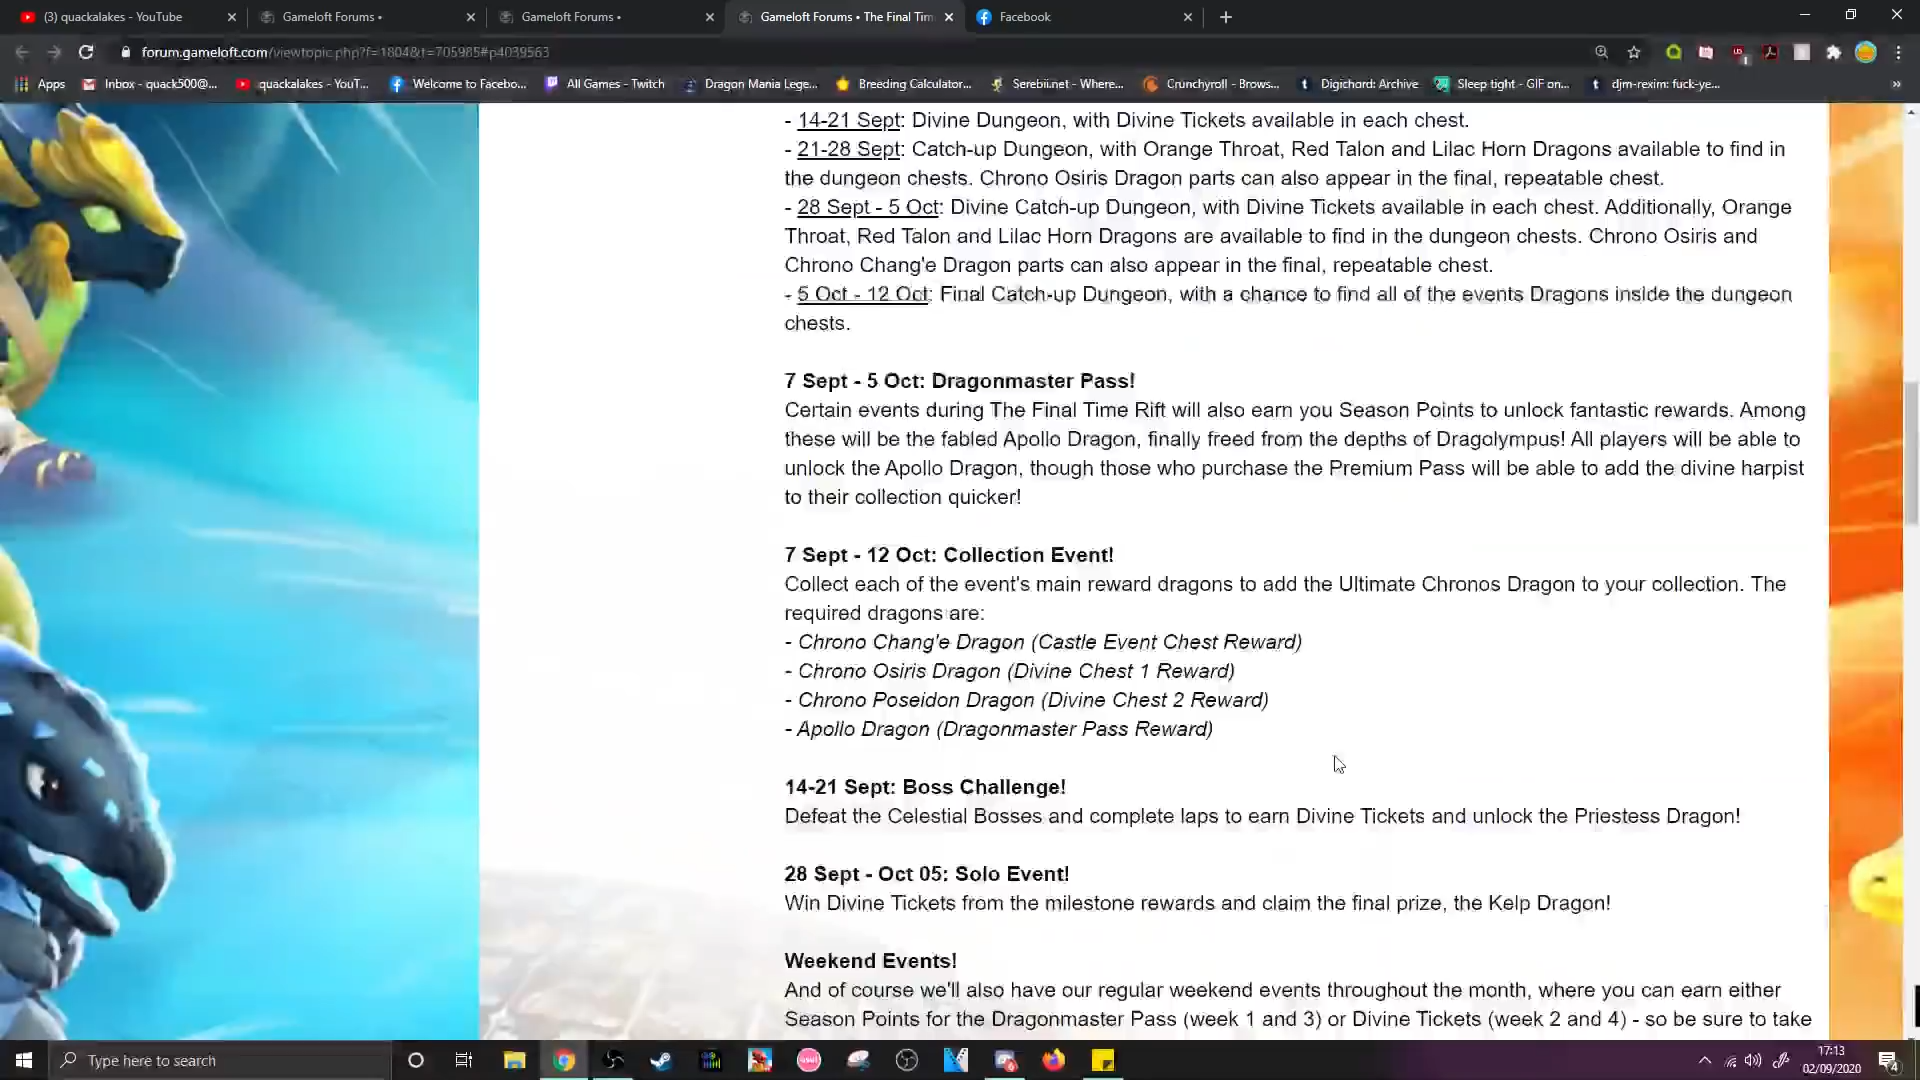 (3) quackalakes - YouTube
Gameloft Forums •
Gameloft Forums •
Gameloft Forums • The Final Tim
Facebook
forum.gameloft.com/viewtopic.php?f=1804&t=705985#p4039563
Apps
Inbox - quack500@...
quackalakes - YouT...
Welcome to Facebo...
All Games - Twitch
Dragon Mania Lege...
Breeding Calculator...
Serebii.net - Where...
Crunchyroll - Brows...
Digichord: Archive
Sleep tight - GIF on...
djm-rexim: fuck-ye...
- 14-21 Sept: Divine Dungeon, with Divine Tickets available in each chest.
- 21-28 Sept: Catch-up Dungeon, with Orange Throat, Red Talon and Lilac Horn Dragons available to find in
the dungeon chests. Chrono Osiris Dragon parts can also appear in the final, repeatable chest.
- 28 Sept - 5 Oct: Divine Catch-up Dungeon, with Divine Tickets available in each chest. Additionally, Orange
Throat, Red Talon and Lilac Horn Dragons are available to find in the dungeon chests. Chrono Osiris and
Chrono Chang'e Dragon parts can also appear in the final, repeatable chest.
- 5 Oct - 12 Oct: Final Catch-up Dungeon, with a chance to find all of the events Dragons inside the dungeon
chests.
7 Sept - 5 Oct: Dragonmaster Pass!
Certain events during The Final Time Rift will also earn you Season Points to unlock fantastic rewards. Among
these will be the fabled Apollo Dragon, finally freed from the depths of Dragolympus! All players will be able to
unlock the Apollo Dragon, though those who purchase the Premium Pass will be able to add the divine harpist
to their collection quicker!
7 Sept - 12 Oct: Collection Event!
Collect each of the event's main reward dragons to add the Ultimate Chronos Dragon to your collection. The
required dragons are:
- Chrono Chang'e Dragon (Castle Event Chest Reward)
- Chrono Osiris Dragon (Divine Chest 1 Reward)
- Chrono Poseidon Dragon (Divine Chest 2 Reward)
- Apollo Dragon (Dragonmaster Pass Reward)
14-21 Sept: Boss Challenge!
Defeat the Celestial Bosses and complete laps to earn Divine Tickets and unlock the Priestess Dragon!
28 Sept - Oct 05: Solo Event!
Win Divine Tickets from the milestone rewards and claim the final prize, the Kelp Dragon!
Weekend Events!
And of course we'll also have our regular weekend events throughout the month, where you can earn either
Season Points for the Dragonmaster Pass (week 1 and 3) or Divine Tickets (week 2 and 4) - so be sure to take
Type here to search
17:13
02/09/2020
4